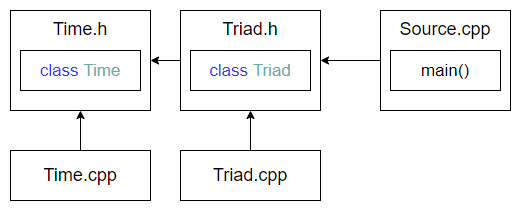 Time.h
class Time
Triad.h
class Triad
Source.cpp
main()
Time.cpp
Triad.cpp